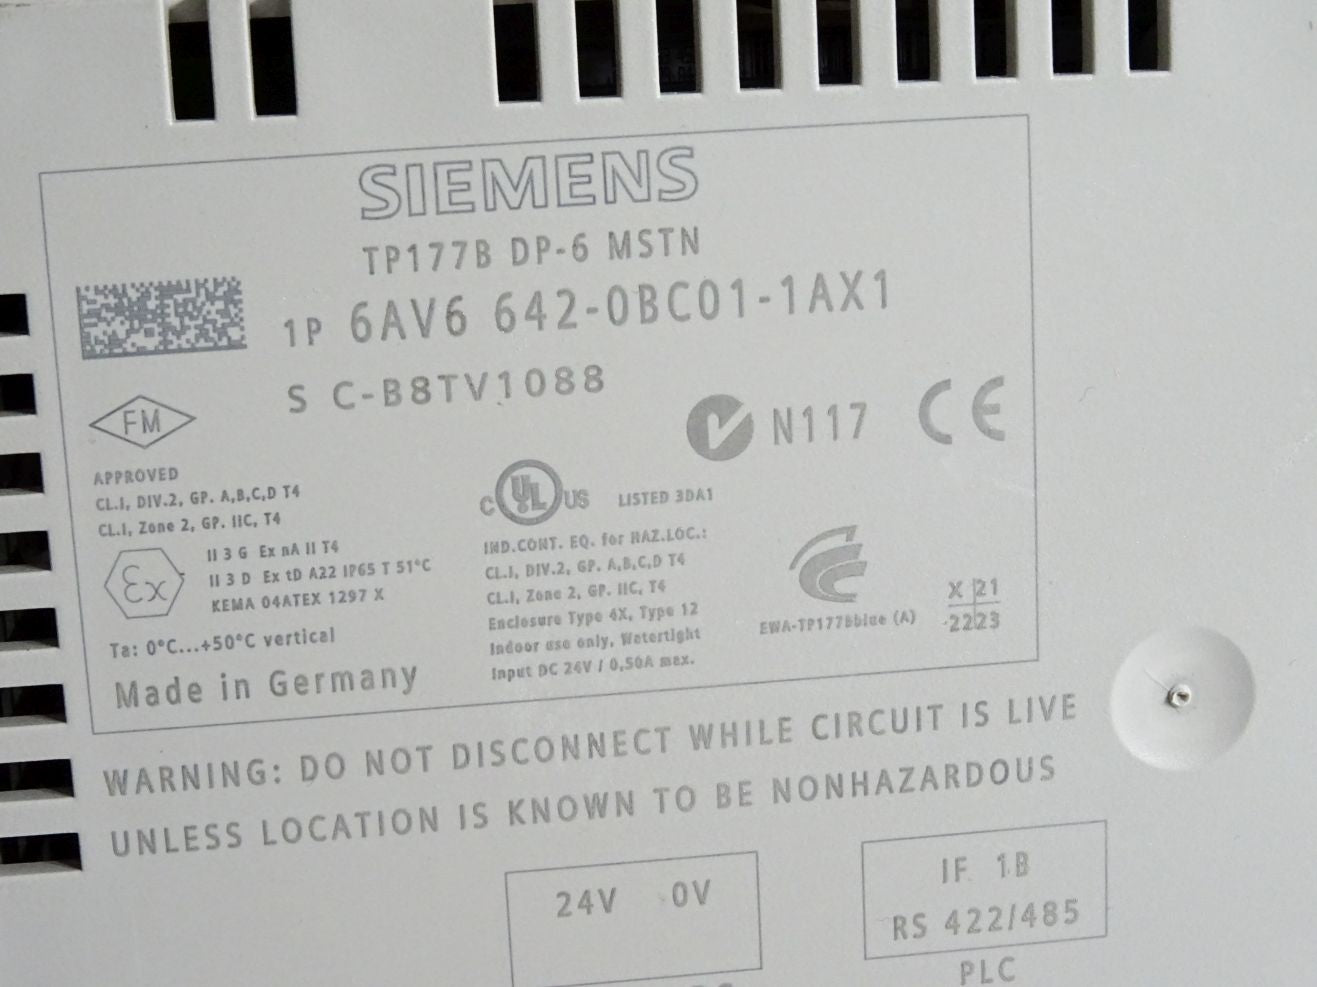 SIEMENS
TP177B DP-6 MSTN
1P 6AV6 642-0BC01-1AX1
S C-B8TV1088
FM
N117 CE
APPROVED
CL.I, DIV.2, GP. A,B,C,D T4
CL.I, Zone 2, GP. IIC, T4
Ex
II 3 G Ex nA II T4
II 3 D Ex tD A22 IP65 T 51°C
KEMA 04ATEX 1297 X
Ta: 0°C...+50°C vertical
Made in Germany
C UL US LISTED 3DA1
IND.CONT. EQ. for HAZ.LOC.:
CL.I, DIV.2, GP. A,B,C,D T4
CL.I, Zone 2, GP. IIC, T4
Enclosure Type 4X, Type 12
Indoor use only, Watertight
Input DC 24V / 0,50A max.
EWA-TP177Bblue (A)
X 21
2223
WARNING: DO NOT DISCONNECT WHILE CIRCUIT IS LIVE
UNLESS LOCATION IS KNOWN TO BE NONHAZARDOUS
24V 0V
IF 1B
RS 422/485
PLC